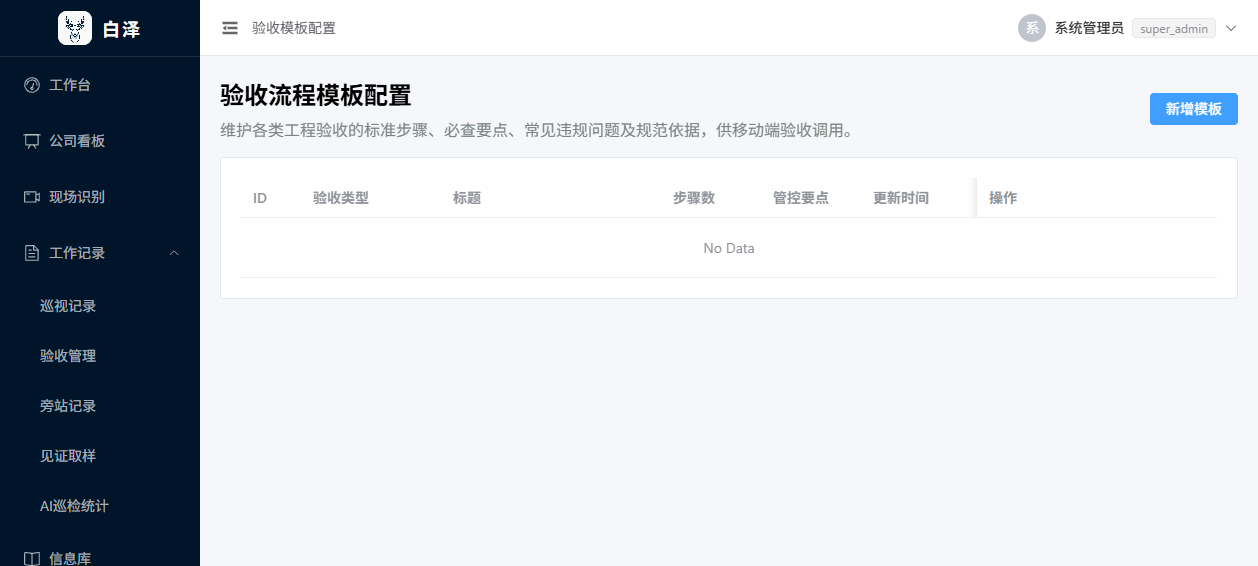 白泽
工作台
公司看板
现场识别
工作记录
巡视记录
验收管理
旁站记录
见证取样
AI巡检统计
信息库
验收模板配置
系 系统管理员 super_admin
验收流程模板配置
维护各类工程验收的标准步骤、必查要点、常见违规问题及规范依据，供移动端验收调用。
新增模板
ID 验收类型 标题 步骤数 管控要点 更新时间 操作
No Data